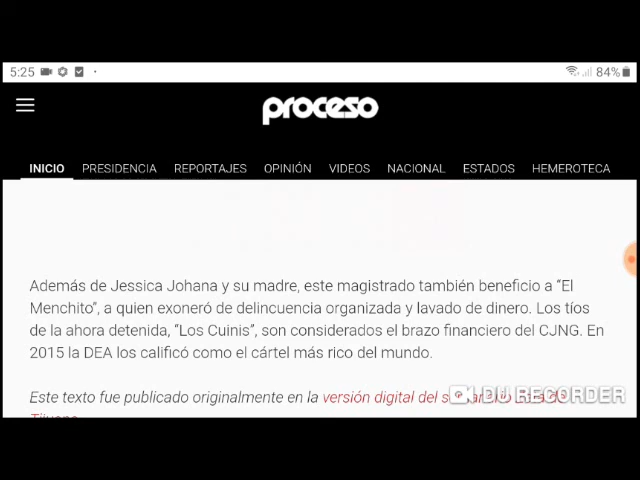 5:25 84%
proceso
INICIO PRESIDENCIA REPORTAJES OPINIÓN VIDEOS NACIONAL ESTADOS HEMEROTECA
Además de Jessica Johana y su madre, este magistrado también beneficio a “El
Menchito”, a quien exoneró de delincuencia organizada y lavado de dinero. Los tíos
de la ahora detenida, “Los Cuinis”, son considerados el brazo financiero del CJNG. En
2015 la DEA los calificó como el cártel más rico del mundo.
Este texto fue publicado originalmente en la versión digital del
DU RECORDER